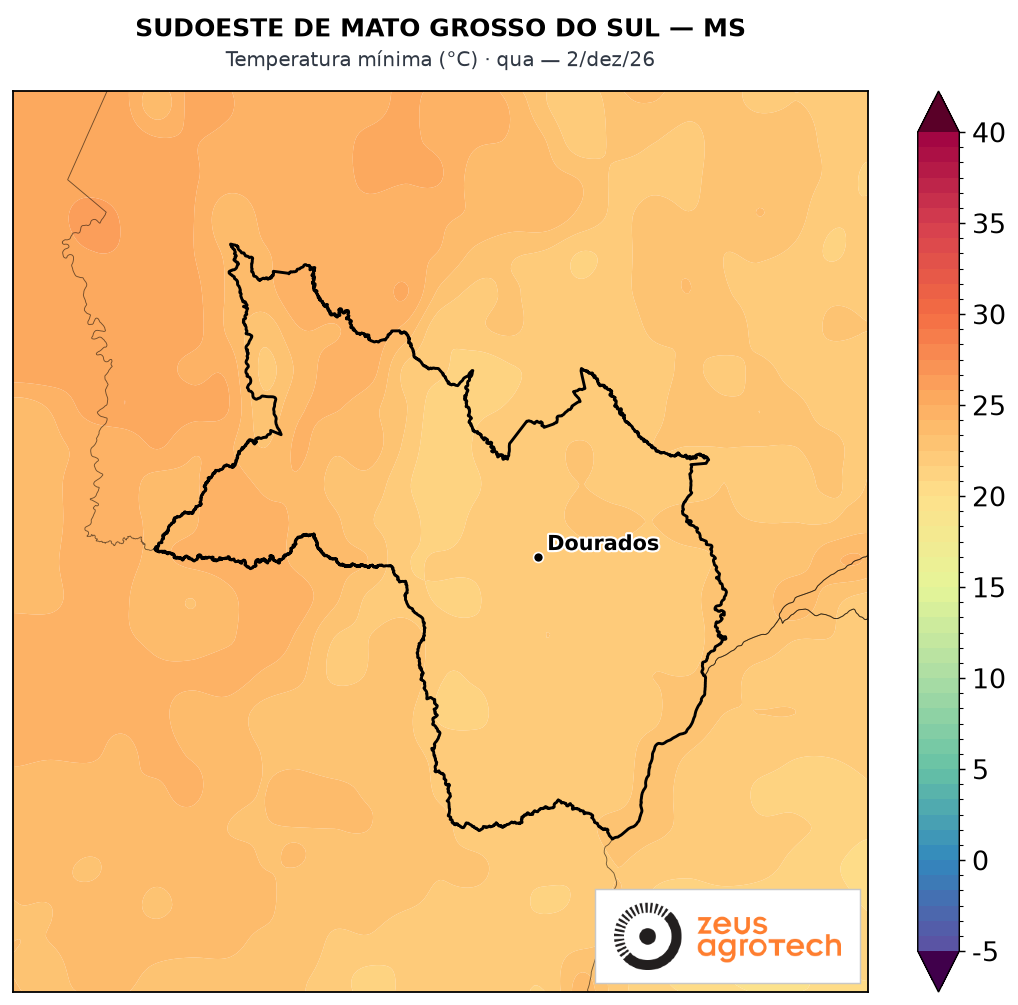 SUDOESTE DE MATO GROSSO DO SUL — MS
Temperatura mínima (°C) · qua — 2/dez/26
40
35
30
25
20
15
10
5
0
-5
Dourados
zeus
agrotech